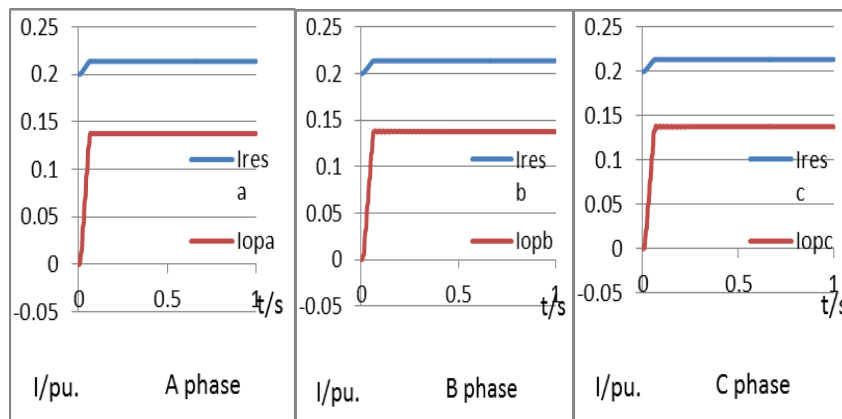 0.25
0.2
0.15
0.1
0.05
0
-0.05
0
0.5
1
t/s
Ires
a
Iopa
I/pu.
A phase
0.25
0.2
0.15
0.1
0.05
0
-0.05
0
0.5
1
t/s
Ires
b
Iopb
I/pu.
B phase
0.25
0.2
0.15
0.1
0.05
0
-0.05
0
0.5
1
t/s
Ires
c
Iopc
I/pu.
C phase